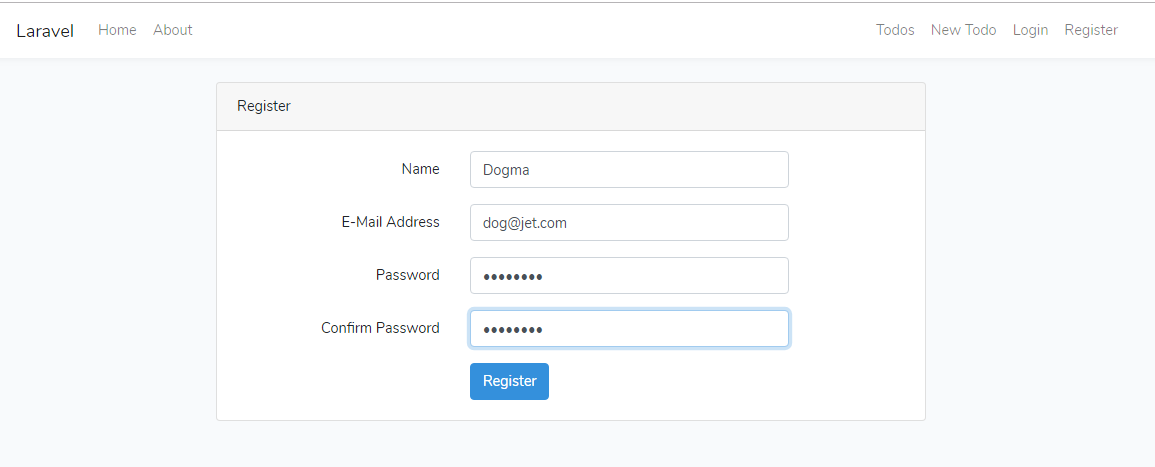 Laravel Home About Todos New Todo Login Register
Register
Name Dogma
E-Mail Address dog@jet.com
Password ••••••••
Confirm Password ••••••••
Register